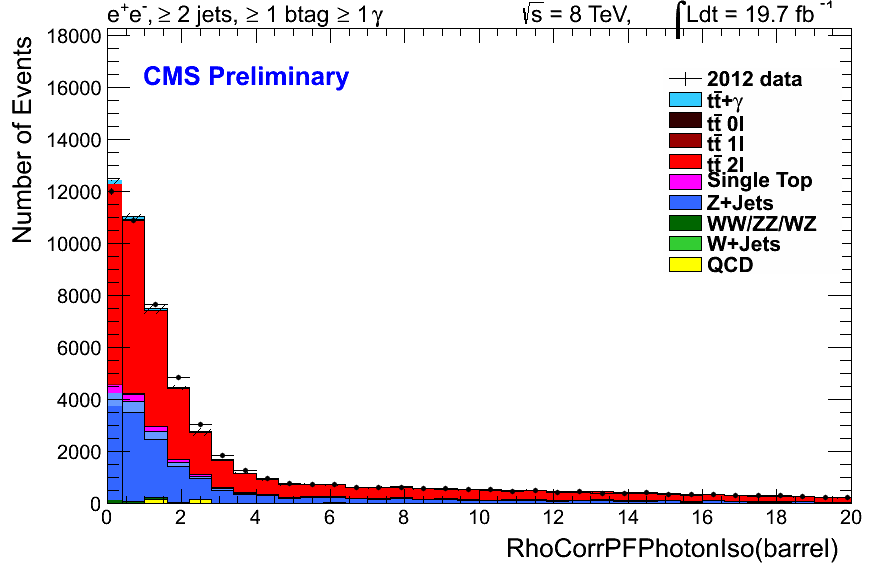 e⁺e⁻, ≥ 2 jets, ≥ 1 btag ≥ 1 γ √s = 8 TeV, ∫Ldt = 19.7 fb⁻¹
Number of Events
CMS Preliminary
2012 data
tt̄+γ
tt̄ 0l
tt̄ 1l
tt̄ 2l
Single Top
Z+Jets
WW/ZZ/WZ
W+Jets
QCD
18000
16000
14000
12000
10000
8000
6000
4000
2000
0
0 2 4 6 8 10 12 14 16 18 20
RhoCorrPFPhotonIso(barrel)